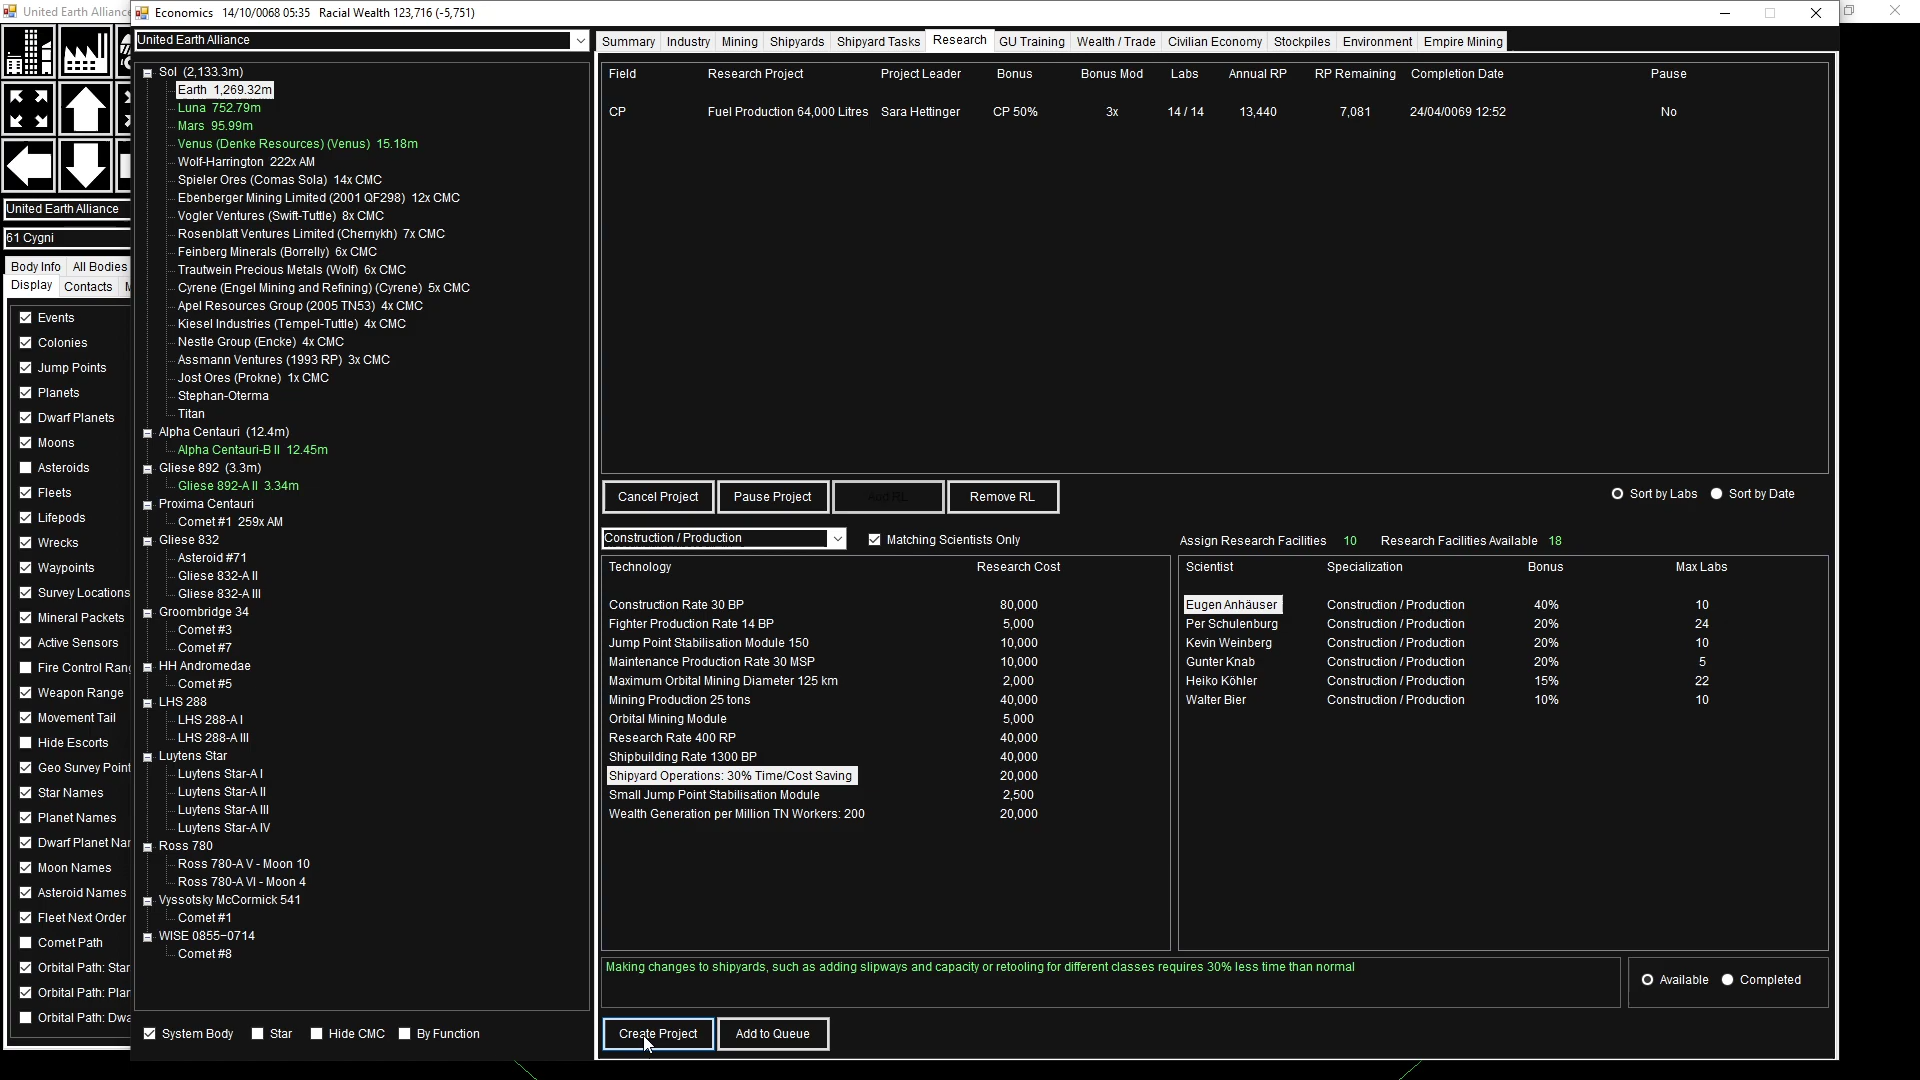 United Earth Alliance
Economics 14/10/0068 05:35 Racial Wealth 123,716 (-5,751)
United Earth Alliance
Summary Industry Mining Shipyards Shipyard Tasks Research GU Training Wealth / Trade Civilian Economy Stockpiles Environment Empire Mining
United Earth Alliance
61 Cygni
Body Info All Bodies
Display Contacts
Events
Colonies
Jump Points
Planets
Dwarf Planets
Moons
Asteroids
Fleets
Lifepods
Wrecks
Waypoints
Survey Locations
Mineral Packets
Active Sensors
Fire Control Rang
Weapon Range
Movement Tail
Hide Escorts
Geo Survey Point
Star Names
Planet Names
Dwarf Planet Nar
Moon Names
Asteroid Names
Fleet Next Order
Comet Path
Orbital Path: Star
Orbital Path: Plar
Orbital Path: Dwa
Sol (2,133.3m)
Earth 1,269.32m
Luna 752.79m
Mars 95.99m
Venus (Denke Resources) (Venus) 15.18m
Wolf-Harrington 222x AM
Spieler Ores (Comas Sola) 14x CMC
Ebenberger Mining Limited (2001 QF298) 12x CMC
Vogler Ventures (Swift-Tuttle) 8x CMC
Rosenblatt Ventures Limited (Chernykh) 7x CMC
Feinberg Minerals (Borrelly) 6x CMC
Trautwein Precious Metals (Wolf) 6x CMC
Cyrene (Engel Mining and Refining) (Cyrene) 5x CMC
Apel Resources Group (2005 TN53) 4x CMC
Kiesel Industries (Tempel-Tuttle) 4x CMC
Nestle Group (Encke) 4x CMC
Assmann Ventures (1993 RP) 3x CMC
Jost Ores (Prokne) 1x CMC
Stephan-Oterma
Titan
Alpha Centauri (12.4m)
Alpha Centauri-B II 12.45m
Gliese 892 (3.3m)
Gliese 892-A II 3.34m
Proxima Centauri
Comet #1 259x AM
Gliese 832
Asteroid #71
Gliese 832-A II
Gliese 832-A III
Groombridge 34
Comet #3
Comet #7
HH Andromedae
Comet #5
LHS 288
LHS 288-A I
LHS 288-A III
Luytens Star
Luytens Star-A I
Luytens Star-A II
Luytens Star-A III
Luytens Star-A IV
Ross 780
Ross 780-A V - Moon 10
Ross 780-A VI - Moon 4
Vyssotsky McCormick 541
Comet #1
WISE 0855−0714
Comet #8
System Body Star Hide CMC By Function
Field Research Project Project Leader Bonus Bonus Mod Labs Annual RP RP Remaining Completion Date Pause
CP Fuel Production 64,000 Litres Sara Hettinger CP 50% 3x 14 / 14 13,440 7,081 24/04/0069 12:52 No
Cancel Project Pause Project Add RL Remove RL Sort by Labs Sort by Date
Construction / Production Matching Scientists Only Assign Research Facilities 10 Research Facilities Available 18
Technology Research Cost
Construction Rate 30 BP 80,000
Fighter Production Rate 14 BP 5,000
Jump Point Stabilisation Module 150 10,000
Maintenance Production Rate 30 MSP 10,000
Maximum Orbital Mining Diameter 125 km 2,000
Mining Production 25 tons 40,000
Orbital Mining Module 5,000
Research Rate 400 RP 40,000
Shipbuilding Rate 1300 BP 40,000
Shipyard Operations: 30% Time/Cost Saving 20,000
Small Jump Point Stabilisation Module 2,500
Wealth Generation per Million TN Workers: 200 20,000
Scientist Specialization Bonus Max Labs
Eugen Anhäuser Construction / Production 40% 10
Per Schulenburg Construction / Production 20% 24
Kevin Weinberg Construction / Production 20% 10
Gunter Knab Construction / Production 20% 5
Heiko Köhler Construction / Production 15% 22
Walter Bier Construction / Production 10% 10
Making changes to shipyards, such as adding slipways and capacity or retooling for different classes requires 30% less time than normal
Available Completed
Create Project Add to Queue